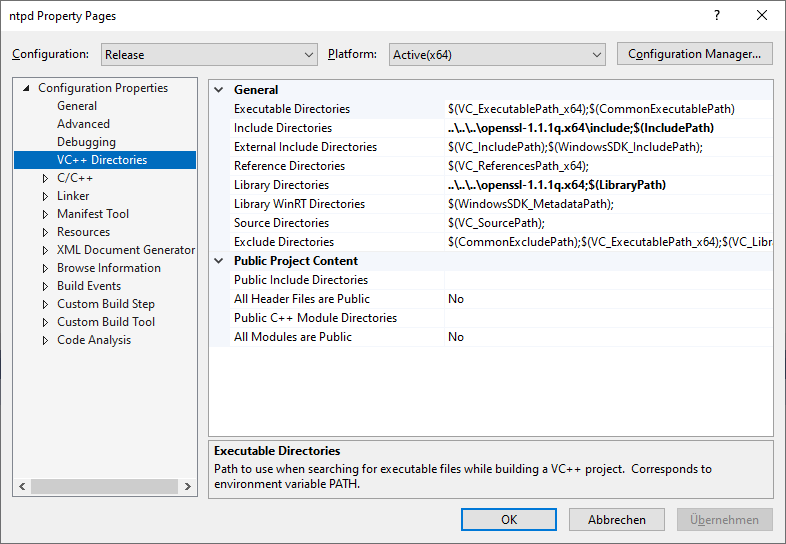 ntpd Property Pages
Configuration: Release Platform: Active(x64) Configuration Manager...
Configuration Properties
General
Advanced
Debugging
VC++ Directories
C/C++
Linker
Manifest Tool
Resources
XML Document Generator
Browse Information
Build Events
Custom Build Step
Custom Build Tool
Code Analysis
General
Executable Directories $(VC_ExecutablePath_x64);$(CommonExecutablePath)
Include Directories ..\..\..\openssl-1.1.1q.x64\include;$(IncludePath)
External Include Directories $(VC_IncludePath);$(WindowsSDK_IncludePath);
Reference Directories $(VC_ReferencesPath_x64);
Library Directories ..\..\..\openssl-1.1.1q.x64;$(LibraryPath)
Library WinRT Directories $(WindowsSDK_MetadataPath);
Source Directories $(VC_SourcePath);
Exclude Directories $(CommonExcludePath);$(VC_ExecutablePath_x64);$(VC_Libra
Public Project Content
Public Include Directories
All Header Files are Public No
Public C++ Module Directories
All Modules are Public No
Executable Directories
Path to use when searching for executable files while building a VC++ project. Corresponds to
environment variable PATH.
OK Abbrechen Übernehmen